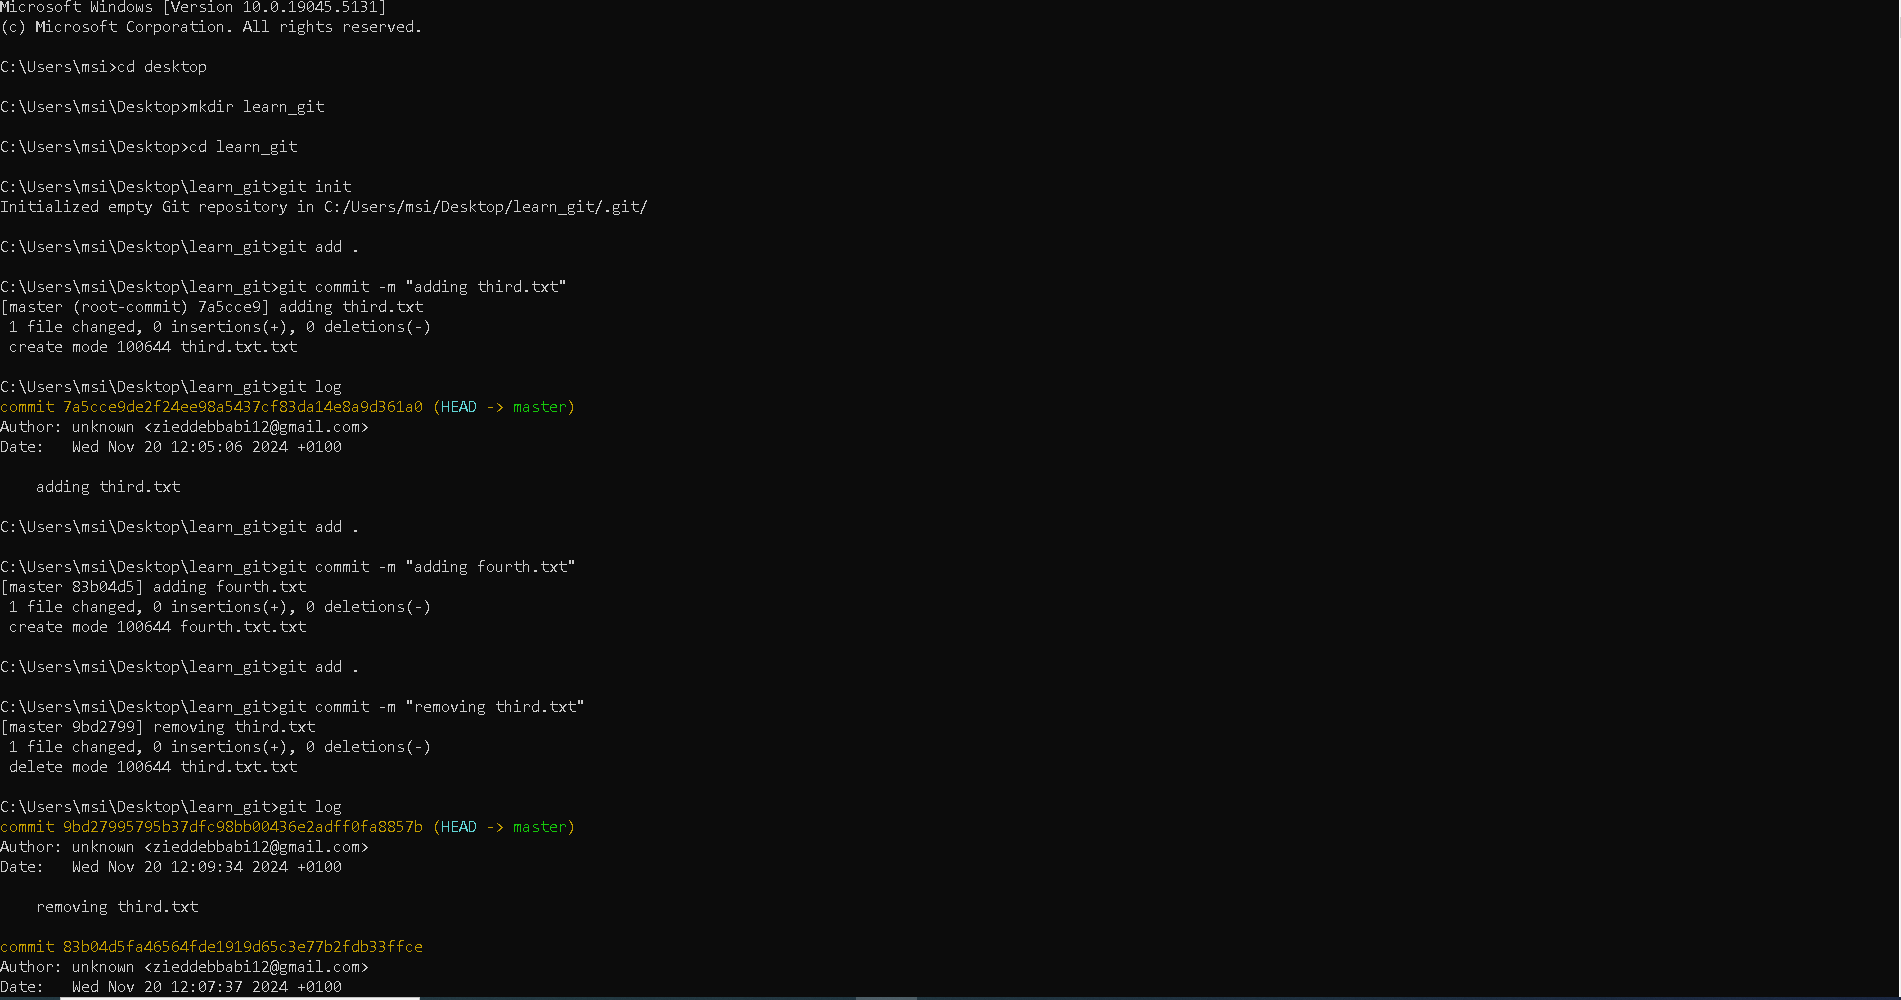 Microsoft Windows [Version 10.0.19045.5131]
(c) Microsoft Corporation. All rights reserved.
C:\Users\msi>cd desktop
C:\Users\msi\Desktop>mkdir learn_git
C:\Users\msi\Desktop>cd learn_git
C:\Users\msi\Desktop\learn_git>git init
Initialized empty Git repository in C:/Users/msi/Desktop/learn_git/.git/
C:\Users\msi\Desktop\learn_git>git add .
C:\Users\msi\Desktop\learn_git>git commit -m "adding third.txt"
[master (root-commit) 7a5cce9] adding third.txt
 1 file changed, 0 insertions(+), 0 deletions(-)
 create mode 100644 third.txt.txt
C:\Users\msi\Desktop\learn_git>git log
commit 7a5cce9de2f24ee98a5437cf83da14e8a9d361a0 (HEAD -> master)
Author: unknown <zieddebbabi12@gmail.com>
Date:   Wed Nov 20 12:05:06 2024 +0100
    adding third.txt
C:\Users\msi\Desktop\learn_git>git add .
C:\Users\msi\Desktop\learn_git>git commit -m "adding fourth.txt"
[master 83b04d5] adding fourth.txt
 1 file changed, 0 insertions(+), 0 deletions(-)
 create mode 100644 fourth.txt.txt
C:\Users\msi\Desktop\learn_git>git add .
C:\Users\msi\Desktop\learn_git>git commit -m "removing third.txt"
[master 9bd2799] removing third.txt
 1 file changed, 0 insertions(+), 0 deletions(-)
 delete mode 100644 third.txt.txt
C:\Users\msi\Desktop\learn_git>git log
commit 9bd27995795b37dfc98bb00436e2adff0fa8857b (HEAD -> master)
Author: unknown <zieddebbabi12@gmail.com>
Date:   Wed Nov 20 12:09:34 2024 +0100
    removing third.txt
commit 83b04d5fa46564fde1919d65c3e77b2fdb33ffce
Author: unknown <zieddebbabi12@gmail.com>
Date:   Wed Nov 20 12:07:37 2024 +0100